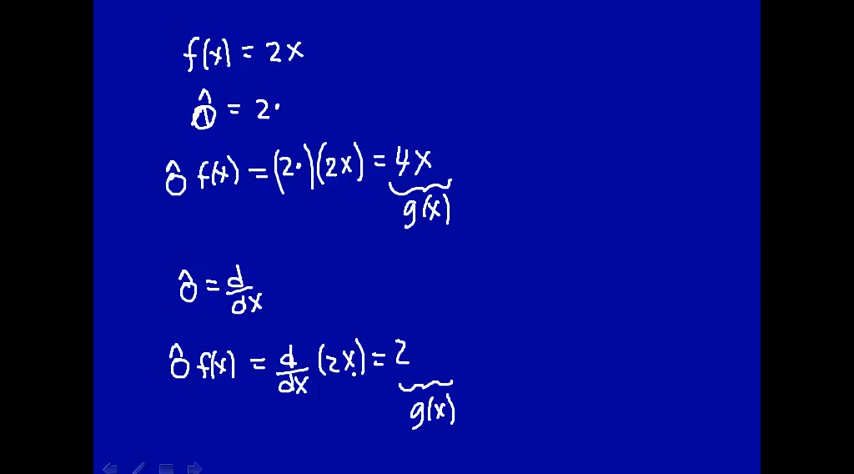 f(x) = 2x
Ô = 2·
Ô f(x) = (2·)(2x) = 4x
g(x)
Ô = d/dx
Ô f(x) = d/dx (2x) = 2
g(x)